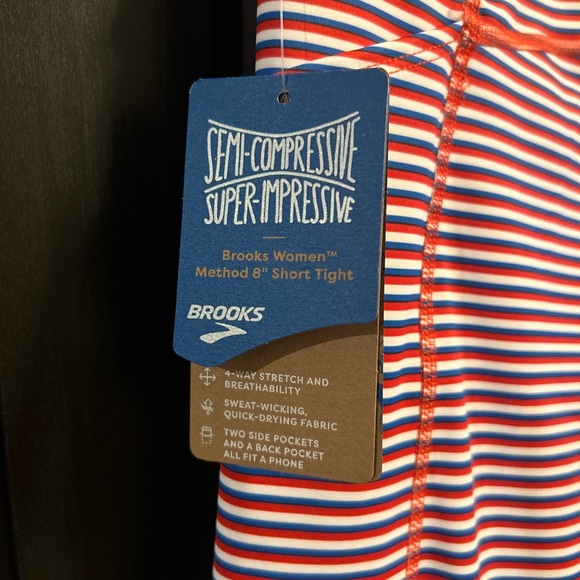 SEMI-COMPRESSIVE
SUPER-IMPRESSIVE
Brooks Women™
Method 8" Short Tight
BROOKS
4-WAY STRETCH AND
BREATHABILITY
SWEAT-WICKING,
QUICK-DRYING FABRIC
TWO SIDE POCKETS
AND A BACK POCKET
ALL FIT A PHONE